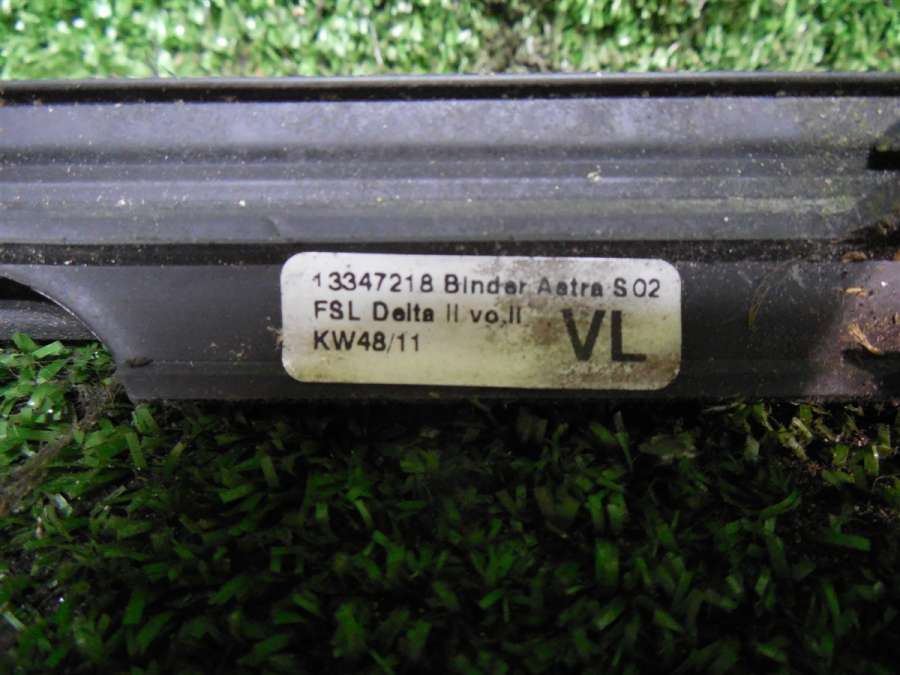 13347218 Binder Astra S02
FSL Delta II vo.li
KW48/11
VL